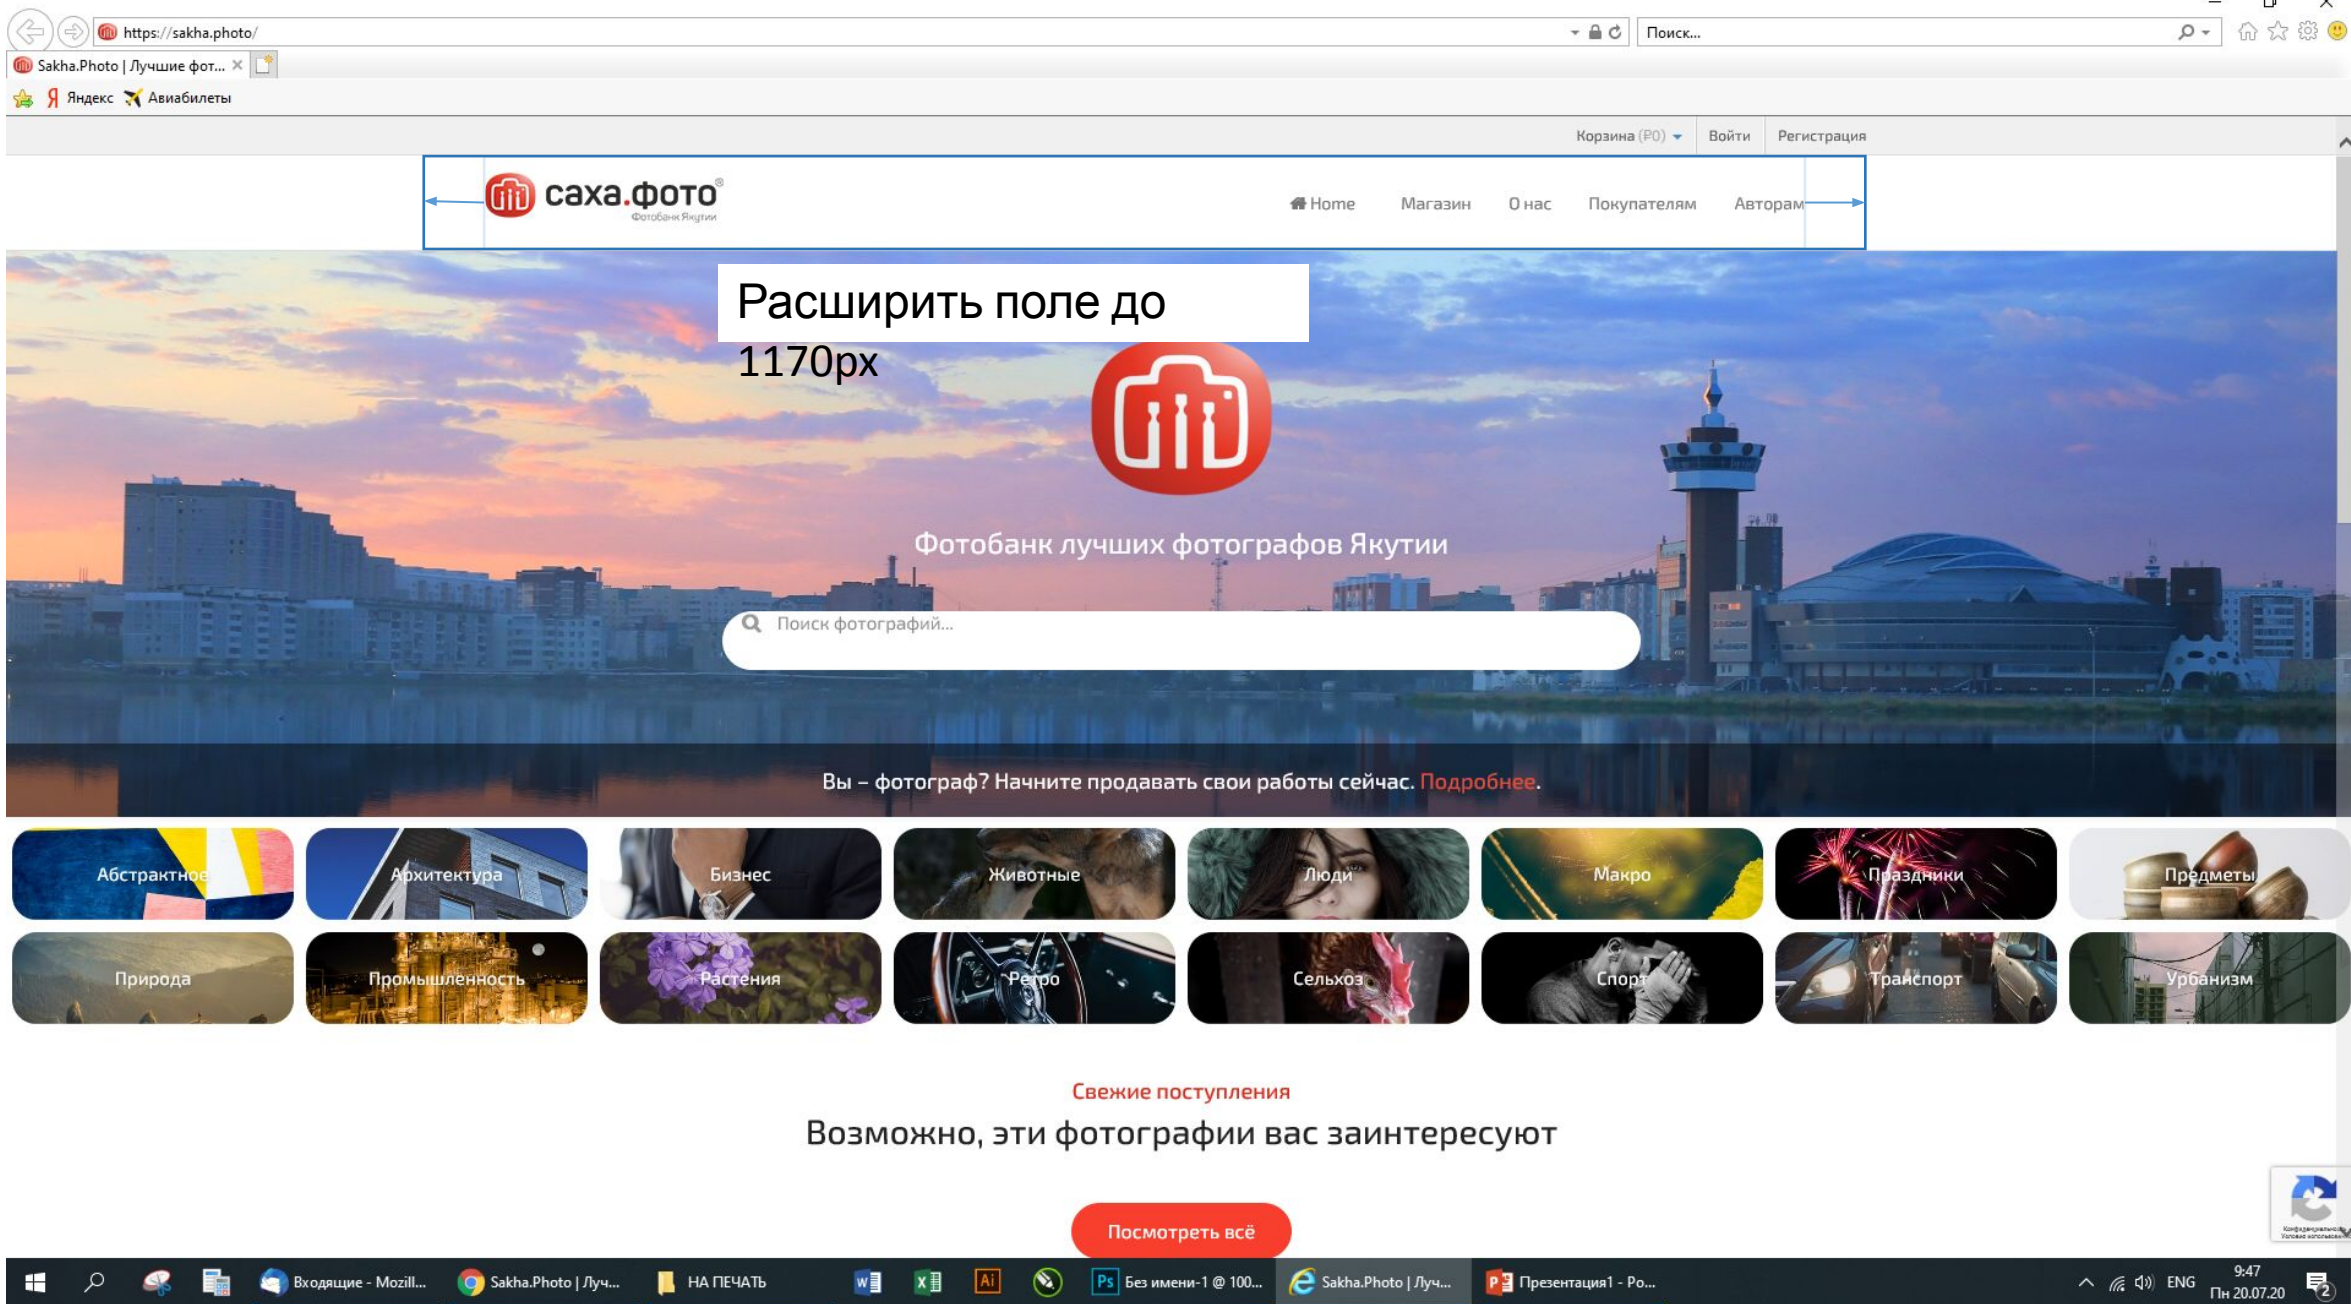 https://sakha.photo/
Поиск...
Sakha.Photo | Лучшие фот...
Яндекс
Авиабилеты
Корзина (₽0)
Войти
Регистрация
саха.фото®
Фотобанк Якутии
Home
Магазин
О нас
Покупателям
Авторам
Расширить поле до
1170px
Фотобанк лучших фотографов Якутии
Поиск фотографий...
Вы – фотограф? Начните продавать свои работы сейчас. Подробнее.
Абстрактное
Архитектура
Бизнес
Животные
Люди
Макро
Праздники
Предметы
Природа
Промышленность
Растения
Ретро
Сельхоз
Спорт
Транспорт
Урбанизм
Свежие поступления
Возможно, эти фотографии вас заинтересуют
Посмотреть всё
Входящие - Mozill...
Sakha.Photo | Луч...
НА ПЕЧАТЬ
Ai
Ps
Без имени-1 @ 100...
Sakha.Photo | Луч...
Презентация1 - Po...
ENG
9:47
Пн 20.07.20
2